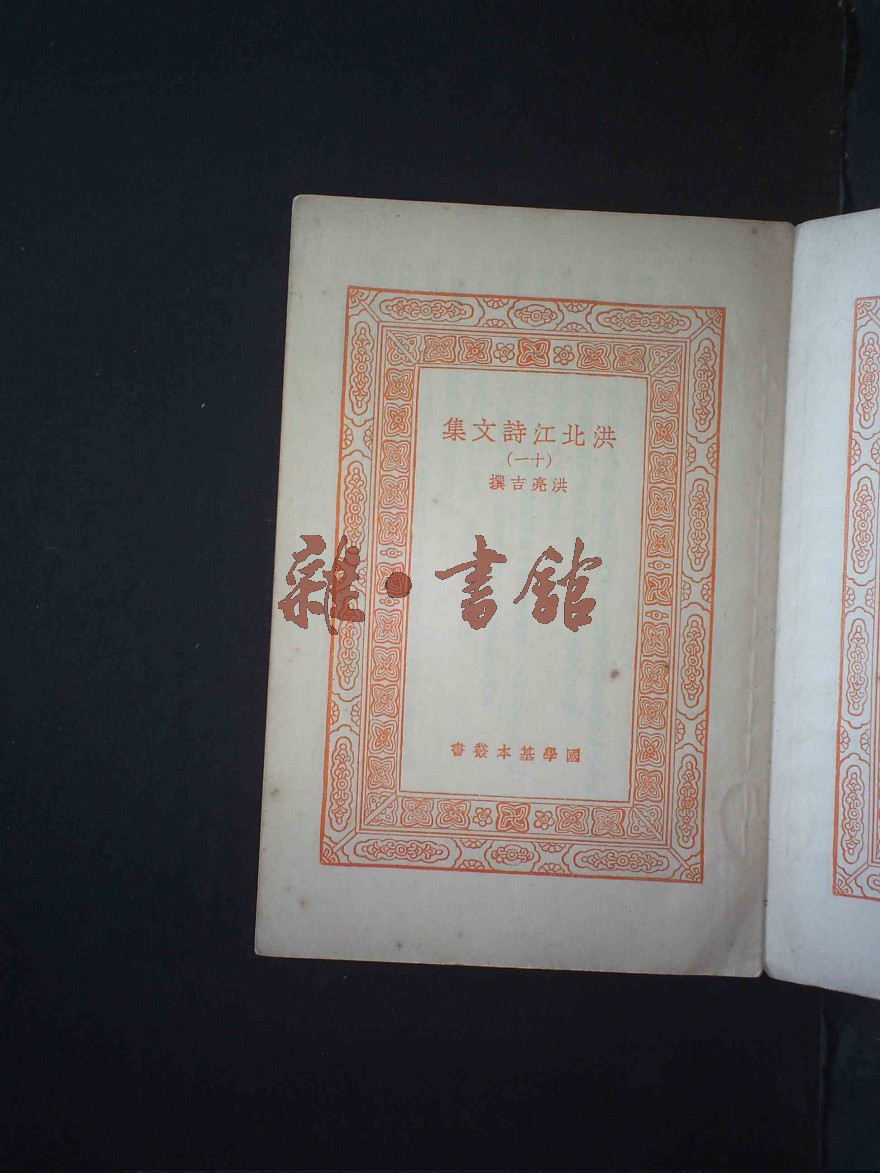 洪北江詩文集
（十一）
洪亮吉撰
雜·書館
國學基本叢書